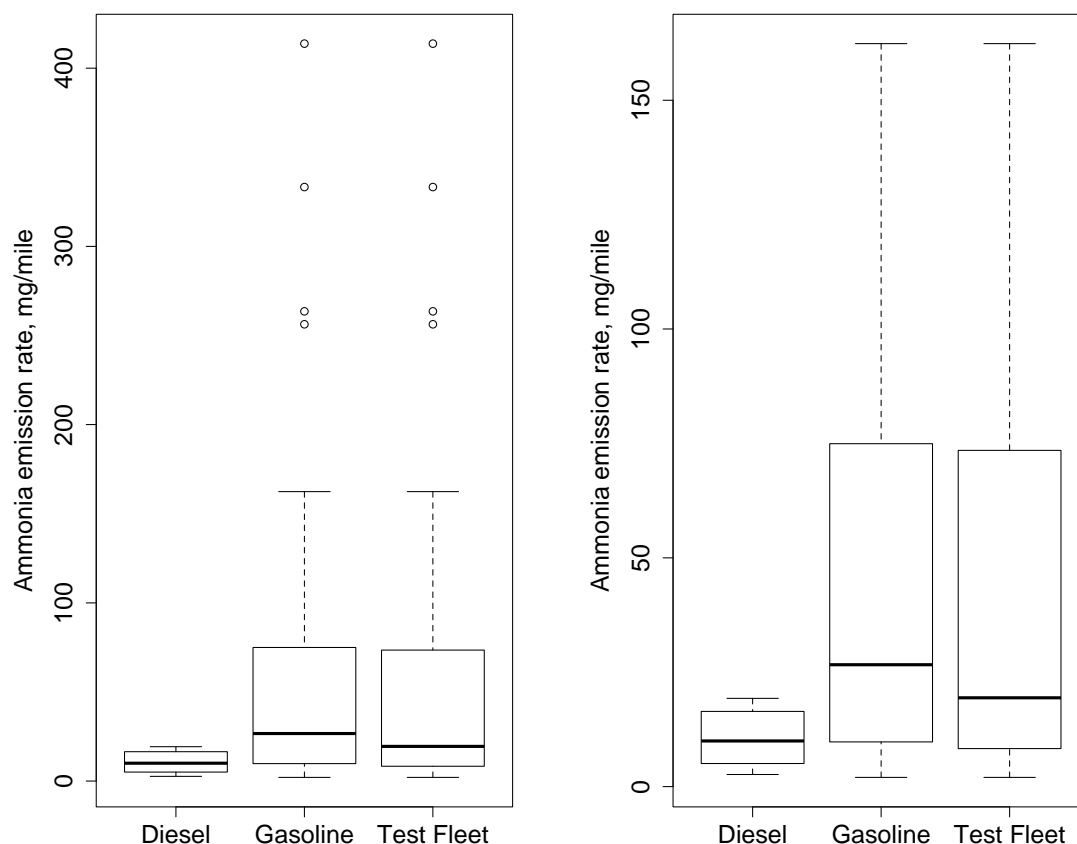 Ammonia emission rate, mg/mile
400
300
200
100
0
Diesel
Gasoline
Test Fleet
Ammonia emission rate, mg/mile
150
100
50
0
Diesel
Gasoline
Test Fleet